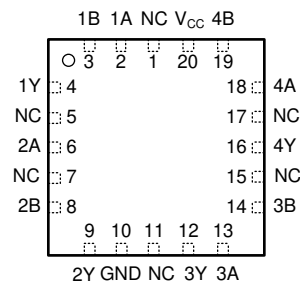 1B 1A NC VCC 4B
3 2 1 20 19
1Y 4 18 4A
NC 5 17 NC
2A 6 16 4Y
NC 7 15 NC
2B 8 14 3B
9 10 11 12 13
2Y GND NC 3Y 3A